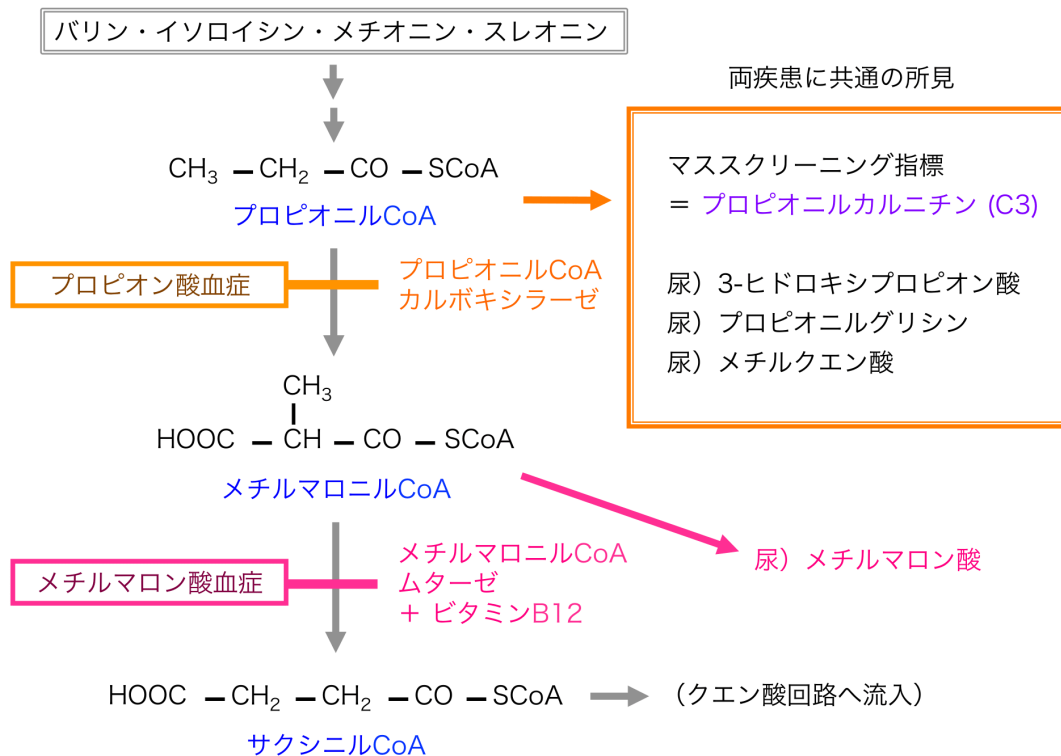 バリン・イソロイシン・メチオニン・スレオニン
両疾患に共通の所見
CH₃ — CH₂ — CO — SCoA
プロピオニルCoA
マススクリーニング指標
= プロピオニルカルニチン (C3)
尿）3-ヒドロキシプロピオン酸
尿）プロピオニルグリシン
尿）メチルクエン酸
プロピオン酸血症
プロピオニルCoA
カルボキシラーゼ
CH₃
HOOC — CH — CO — SCoA
メチルマロニルCoA
尿）メチルマロン酸
メチルマロン酸血症
メチルマロニルCoA
ムターゼ
+ ビタミンB12
HOOC — CH₂ — CH₂ — CO — SCoA
（クエン酸回路へ流入）
サクシニルCoA